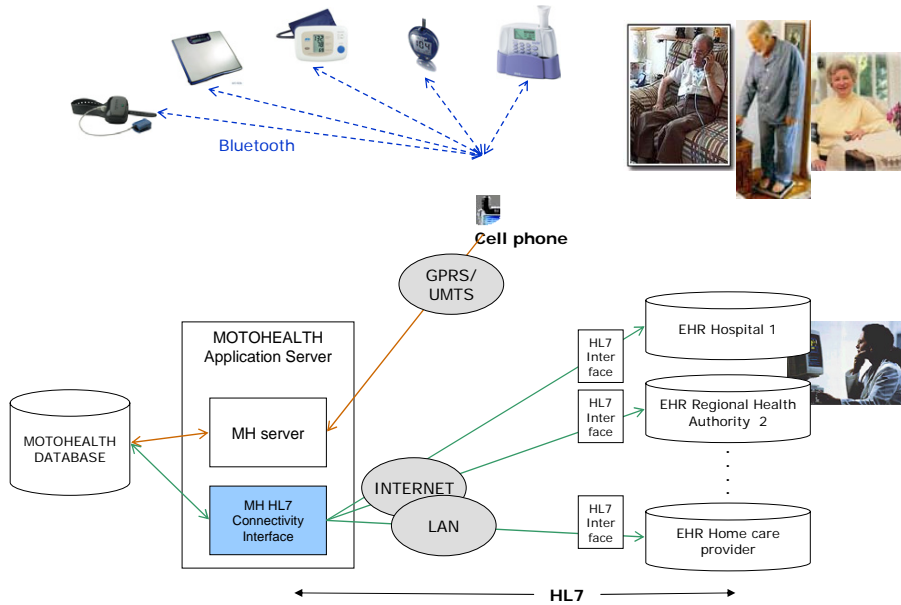 Bluetooth
Cell phone
GPRS/
UMTS
MOTOHEALTH
Application Server
EHR Hospital 1
HL7
Inter
face
EHR Regional Health
Authority 2
HL7
Inter
face
MH server
MOTOHEALTH
DATABASE
INTERNET
MH HL7
Connectivity
Interface
LAN
HL7
Inter
face
EHR Home care
provider
HL7